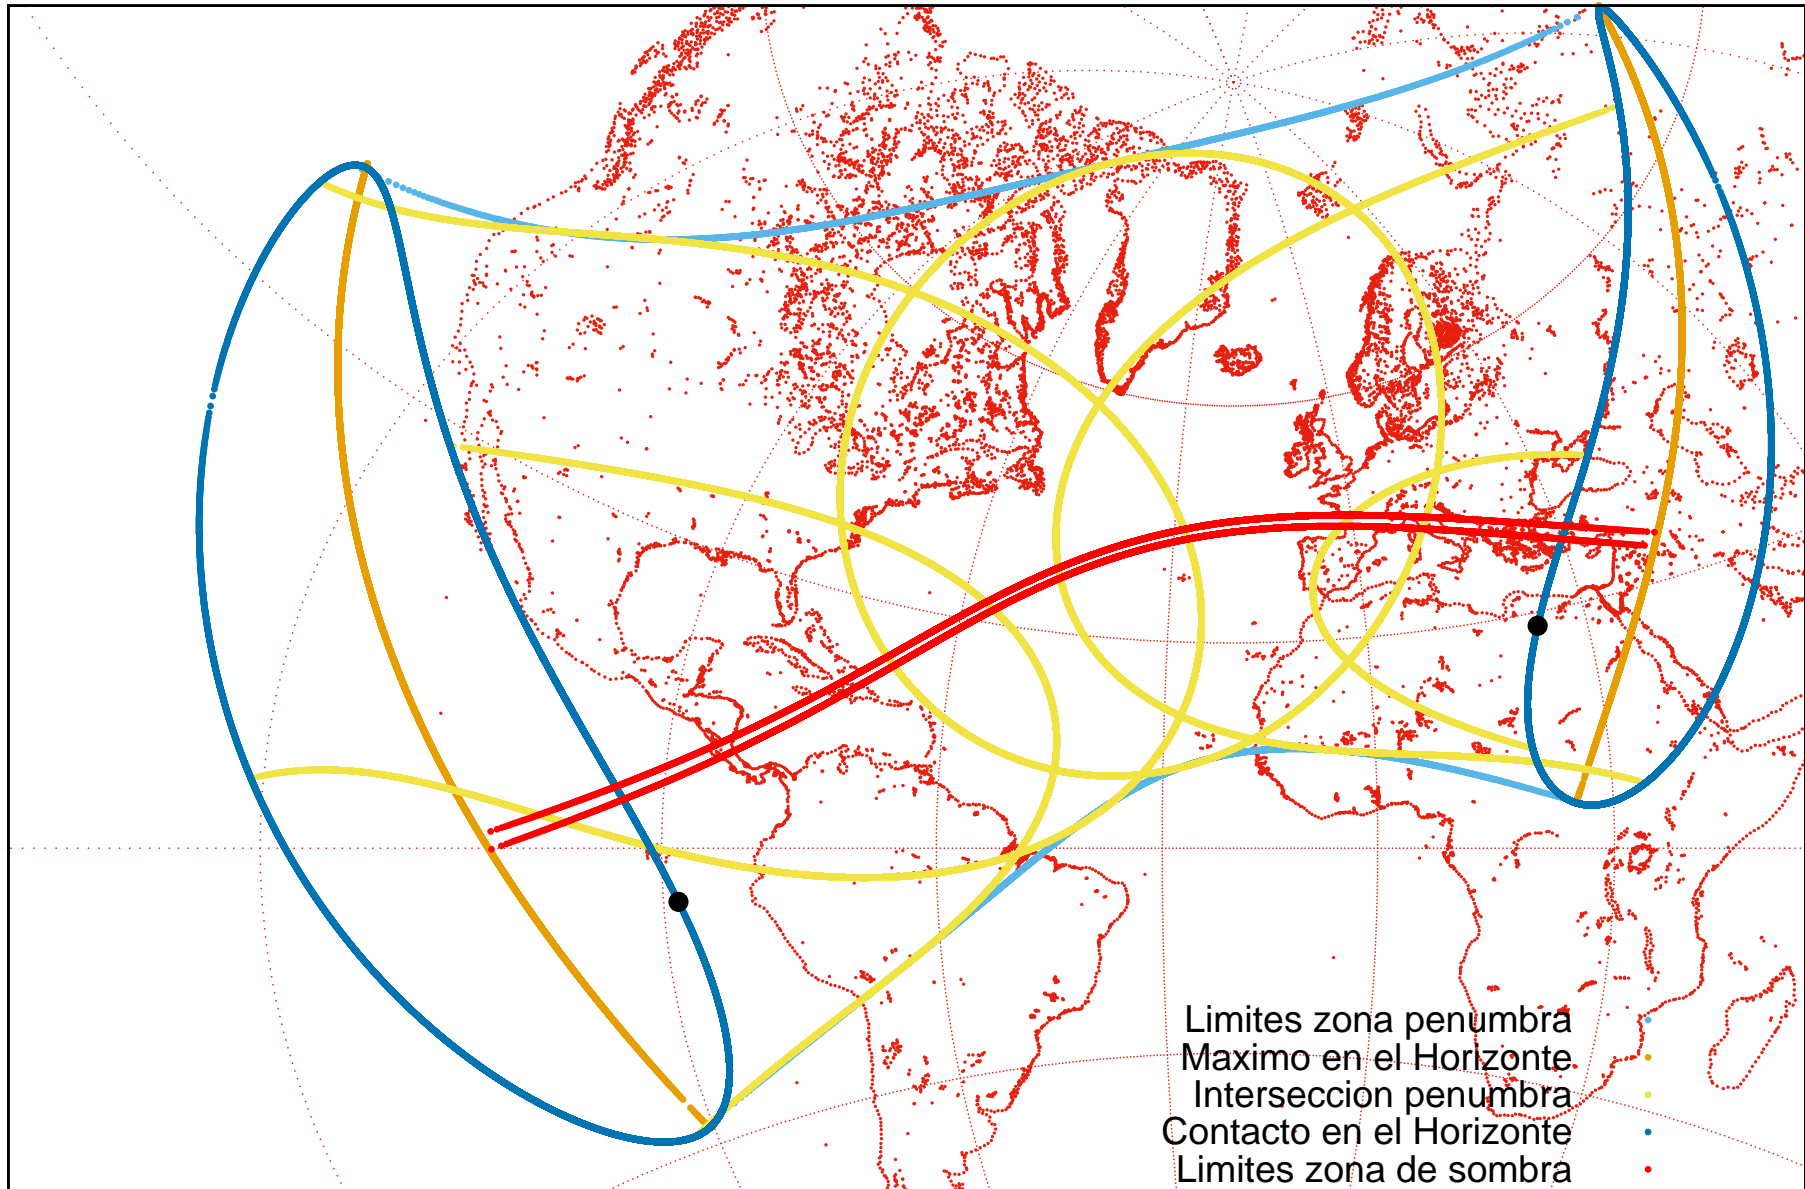 Limites zona penumbra
Maximo en el Horizonte
Interseccion penumbra
Contacto en el Horizonte
Limites zona de sombra